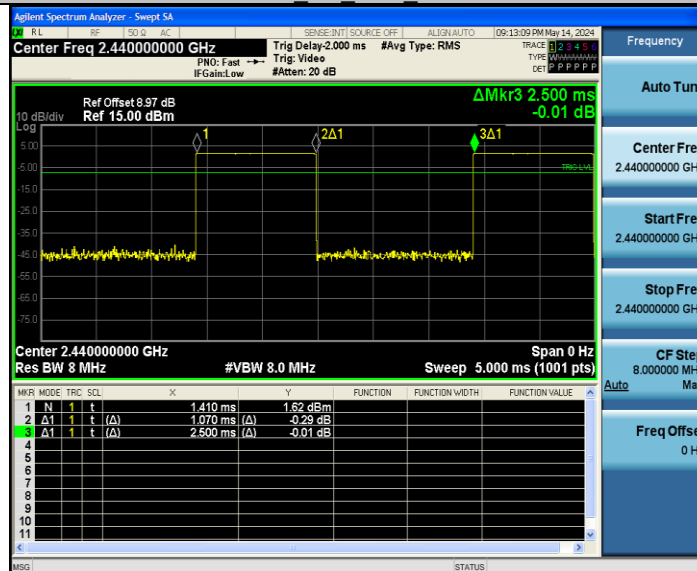 Agilent Spectrum Analyzer - Swept SA
RL RF 50 Ω AC SENSE:INT SOURCE OFF ALIGN AUTO 09:13:09 PM May 14, 2024
Center Freq 2.440000000 GHz
PNO: Fast
IFGain:Low
Trig Delay-2.000 ms
Trig: Video
#Atten: 20 dB
#Avg Type: RMS
TRACE 1 2 3 4 5 6
TYPE WWWWWW
DET P P P P P P
Ref Offset 8.97 dB
10 dB/div Ref 15.00 dBm
Log
ΔMkr3 2.500 ms
-0.01 dB
1
2Δ1
3Δ1
TRIG LVL
5.00
-5.00
-15.0
-25.0
-35.0
-45.0
-55.0
-65.0
-75.0
Center 2.440000000 GHz Span 0 Hz
Res BW 8 MHz #VBW 8.0 MHz Sweep 5.000 ms (1001 pts)
MKR MODE TRC SCL X Y FUNCTION FUNCTION WIDTH FUNCTION VALUE
1 N 1 t 1.410 ms 1.62 dBm
2 Δ1 1 t (Δ) 1.070 ms (Δ) -0.29 dB
3 Δ1 1 t (Δ) 2.500 ms (Δ) -0.01 dB
4
5
6
7
8
9
10
11
MSG STATUS
Frequency
Auto Tun
Center Fre
2.440000000 GH
Start Fre
2.440000000 GH
Stop Fre
2.440000000 GH
CF Ste
8.000000 MH
Auto Ma
Freq Offse
0 H